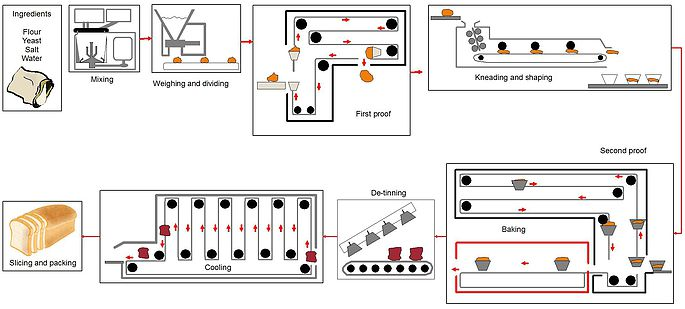 Ingredients
Flour
Yeast
Salt
Water
Mixing
Weighing and dividing
First proof
Kneading and shaping
Second proof
Baking
De-tinning
Cooling
Slicing and packing